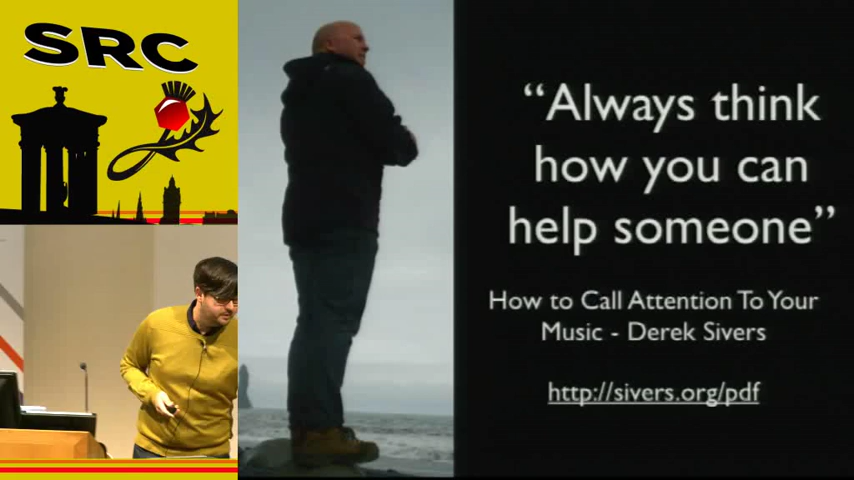 SRC
“Always think
how you can
help someone”
How to Call Attention To Your
Music - Derek Sivers
http://sivers.org/pdf